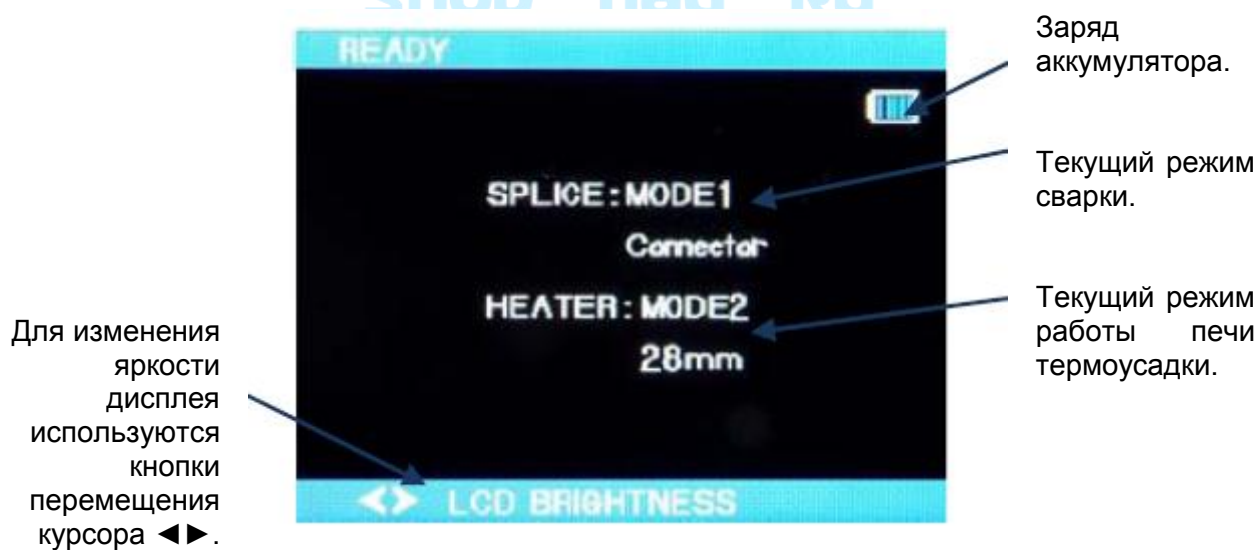 READY
SPLICE:MODE1
Connector
HEATER:MODE2
28mm
◄► LCD BRIGHTNESS
Заряд
аккумулятора.
Текущий режим
сварки.
Текущий режим
работы печи
термоусадки.
Для изменения
яркости
дисплея
используются
кнопки
перемещения
курсора ◄►.